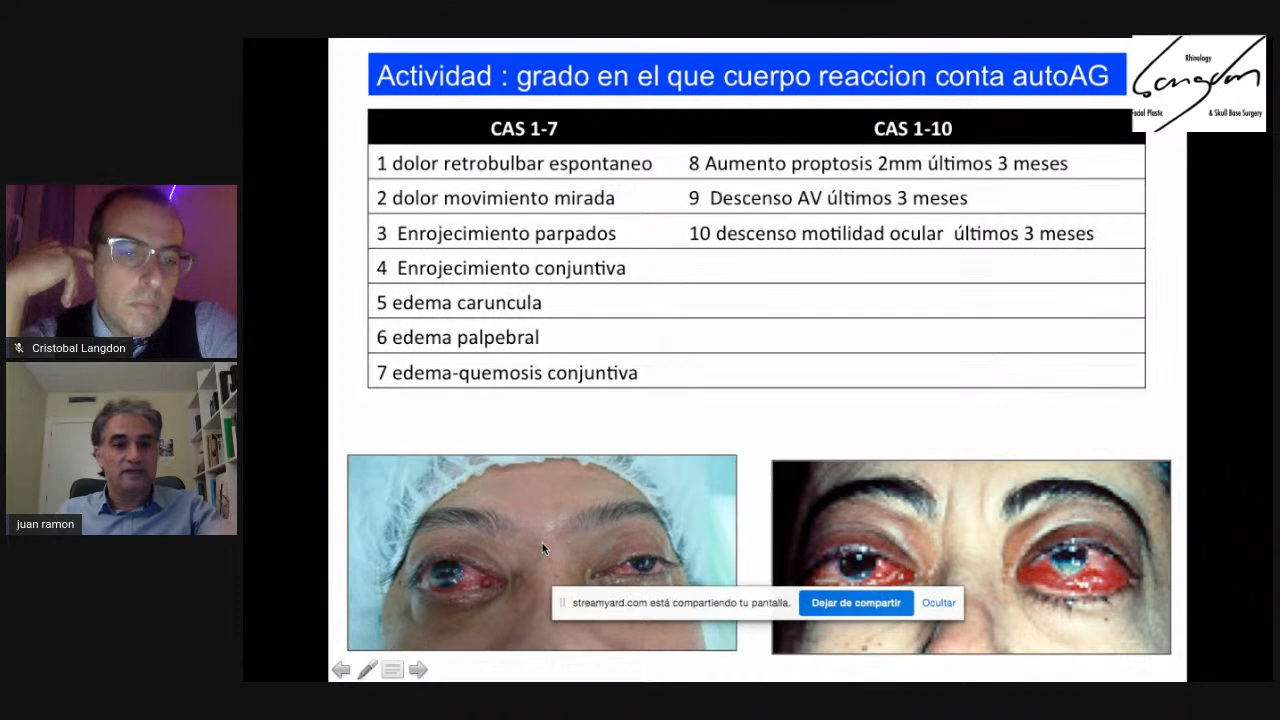 Actividad : grado en el que cuerpo reaccion conta autoAG
Rhinology
Langdon
Facial Plastic & Skull Base Surgery
CAS 1-7 CAS 1-10
1 dolor retrobulbar espontaneo 8 Aumento proptosis 2mm últimos 3 meses
2 dolor movimiento mirada 9 Descenso AV últimos 3 meses
3 Enrojecimiento parpados 10 descenso motilidad ocular últimos 3 meses
4 Enrojecimiento conjuntiva
5 edema caruncula
6 edema palpebral
7 edema-quemosis conjuntiva
Cristobal Langdon
juan ramon
streamyard.com está compartiendo tu pantalla. Dejar de compartir Ocultar